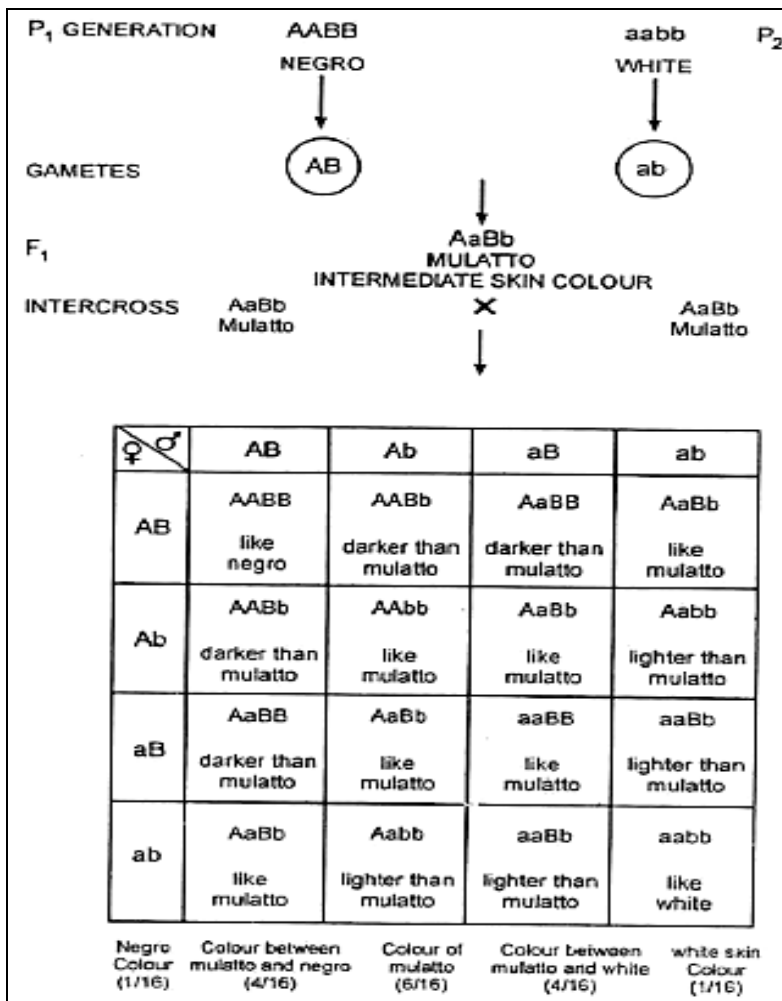 P₁ GENERATION AABB aabb P₂
NEGRO WHITE
GAMETES AB ab
AaBb
F₁ MULATTO
INTERMEDIATE SKIN COLOUR
INTERCROSS AaBb × AaBb
Mulatto Mulatto
♀ ♂ AB Ab aB ab
AB AABB AABb AaBB AaBb
like darker than darker than like
negro mulatto mulatto mulatto
Ab AABb AAbb AaBb Aabb
darker than like like lighter than
mulatto mulatto mulatto mulatto
aB AaBB AaBb aaBB aaBb
darker than like like lighter than
mulatto mulatto mulatto mulatto
ab AaBb Aabb aaBb aabb
like lighter than lighter than like
mulatto mulatto mulatto white
Negro Colour between Colour of Colour between white skin
Colour mulatto and negro mulatto mulatto and white Colour
(1/16) (4/16) (6/16) (4/16) (1/16)